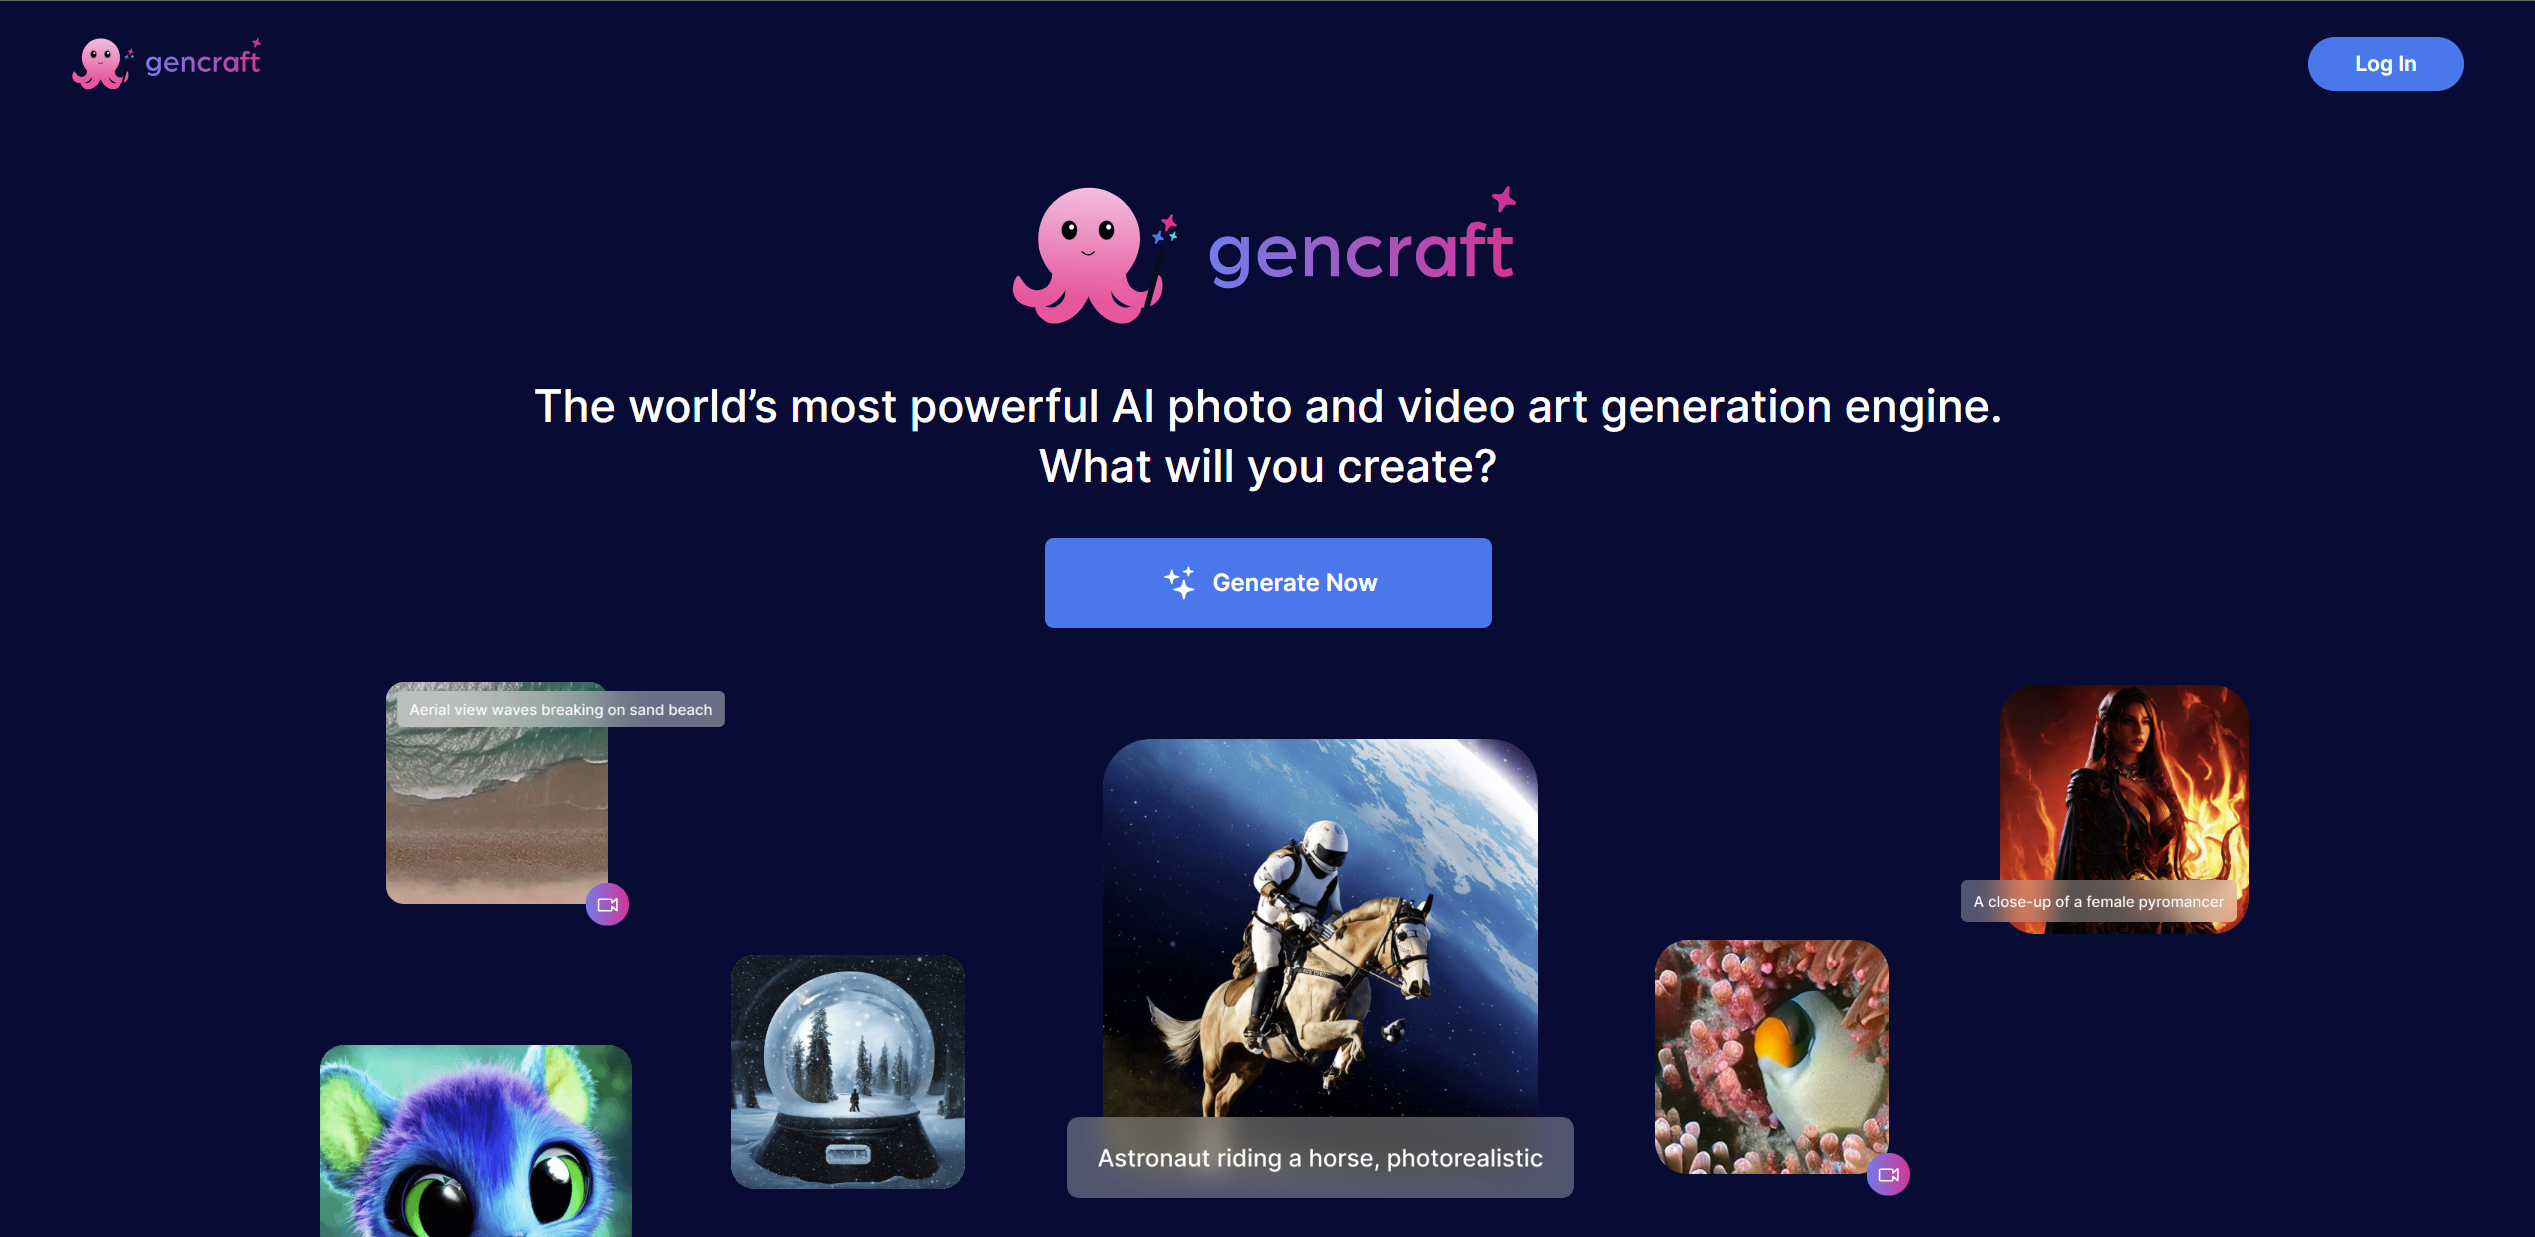 gencraft
Log In
gencraft
The world’s most powerful AI photo and video art generation engine.
What will you create?
Generate Now
Aerial view waves breaking on sand beach
A close-up of a female pyromancer
Astronaut riding a horse, photorealistic